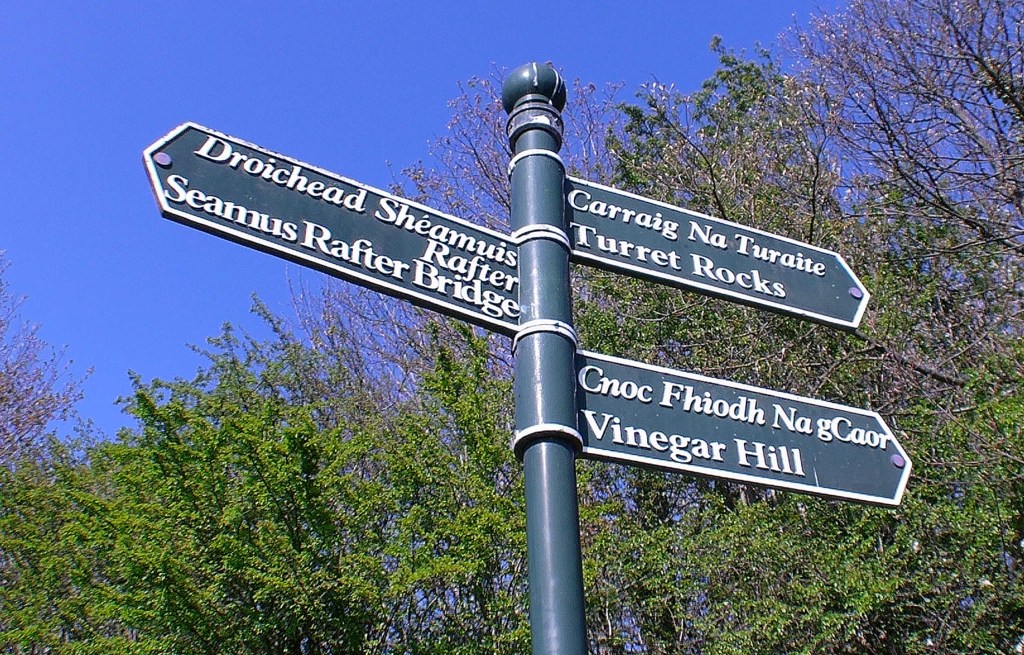 Droichead Shéamuis
Rafter
Seamus Rafter Bridge
Carraig Na Turaite
Turret Rocks
Cnoc Fhiodh Na gCaor
Vinegar Hill